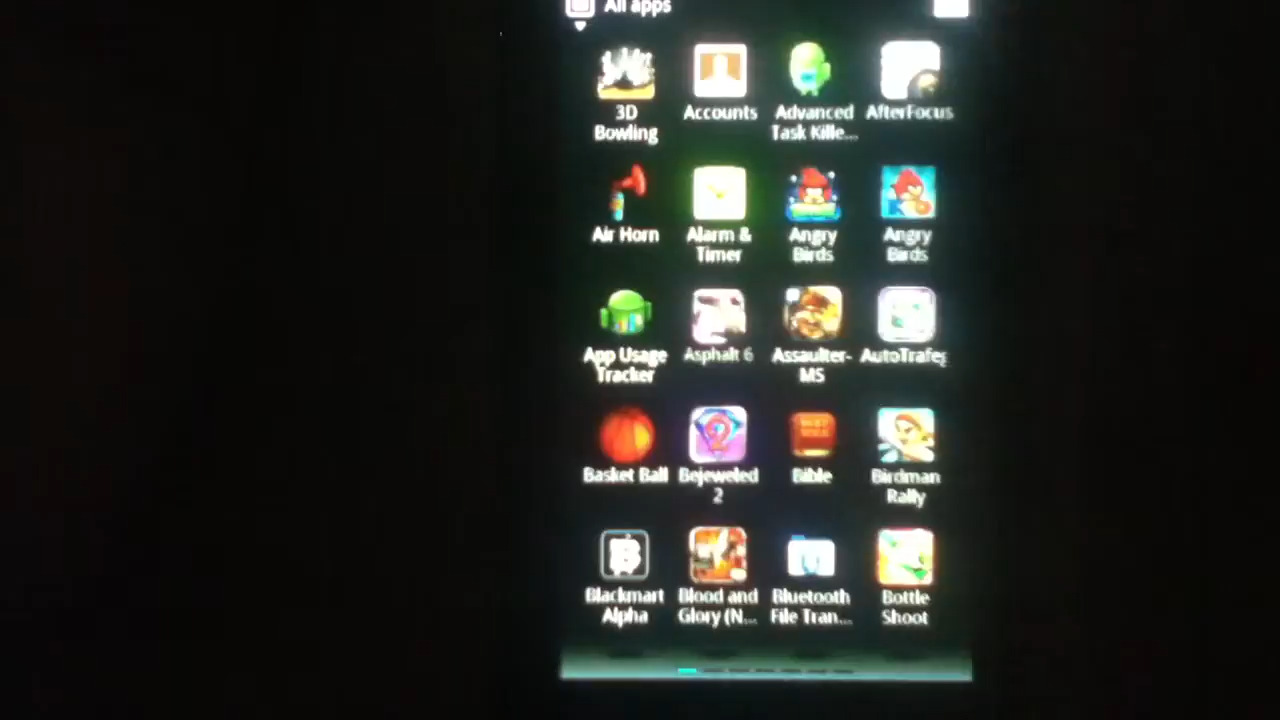 All apps
3D Bowling
Accounts
Advanced Task Kille...
AfterFocus
Air Horn
Alarm & Timer
Angry Birds
Angry Birds
App Usage Tracker
Asphalt 6
Assaulter-MS
AutoTrafeg
Basket Ball
Bejeweled 2
Bible
Birdman Rally
Blackmart Alpha
Blood and Glory (N...
Bluetooth File Tran...
Bottle Shoot